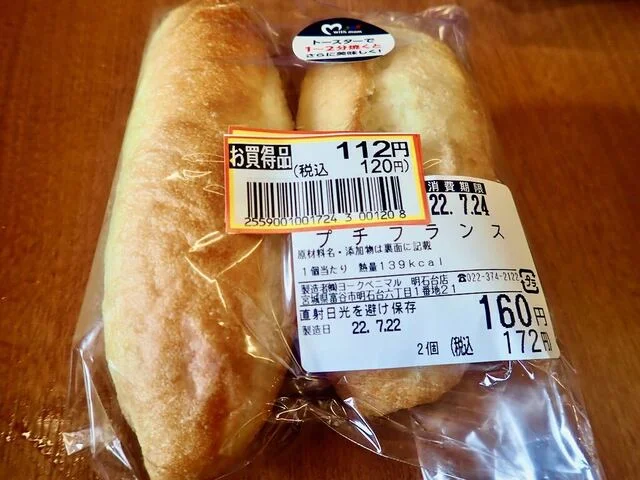 with mom
トースターで
1～2分焼くと
さらに美味しく!
お買得品 112円
(税込 120円)
2559001001724 3 00120 8
消費期限
22. 7.24
プチフランス
原材料名・添加物は裏面に記載
1個当たり 熱量139kcal
製造者㈱ヨークベニマル 明石台店 ☎022-374-2122
宮城県富谷市明石台六丁目1番地21
プラ
直射日光を避け保存
製造日 22. 7.22
160円
2個 (税込 172円